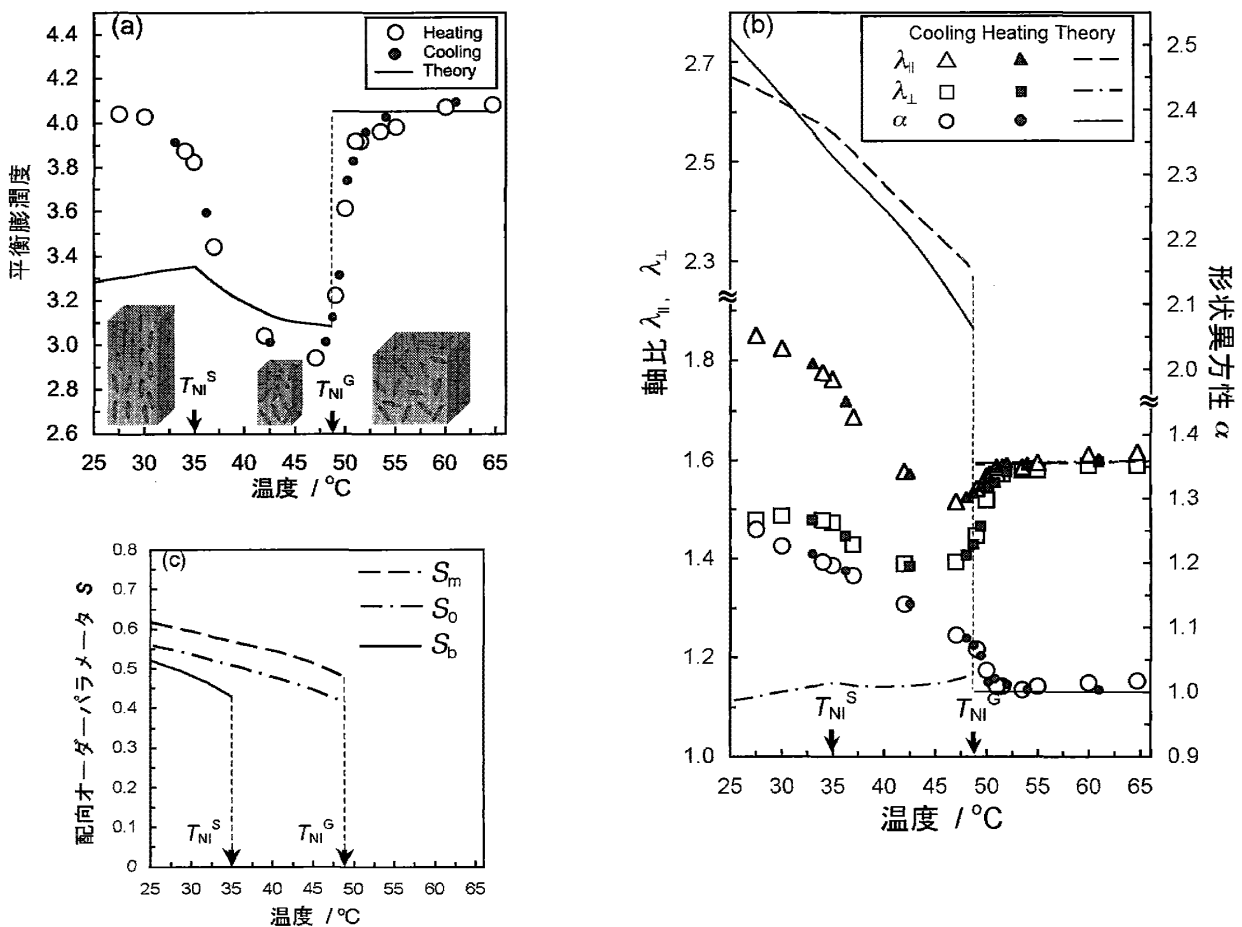 (a)
Heating
Cooling
Theory
4.4
4.2
4.0
3.8
3.6
3.4
3.2
3.0
2.8
2.6
平衡膨潤度
T_NI^S
T_NI^G
25 30 35 40 45 50 55 60 65
温度 / °C
(b)
Cooling Heating Theory
λ∥
λ⊥
α
2.7
2.5
2.3
1.8
1.6
1.4
1.2
1.0
軸比 λ∥, λ⊥
2.5
2.4
2.3
2.2
2.1
2.0
1.4
1.3
1.2
1.1
1.0
0.9
形状異方性 α
T_NI^S
T_NI^G
25 30 35 40 45 50 55 60 65
温度 / °C
(c)
S_m
S_0
S_b
0.8
0.7
0.6
0.5
0.4
0.3
0.2
0.1
0
配向オーダーパラメータ S
T_NI^S
T_NI^G
25 30 35 40 45 50 55 60 65
温度 / °C